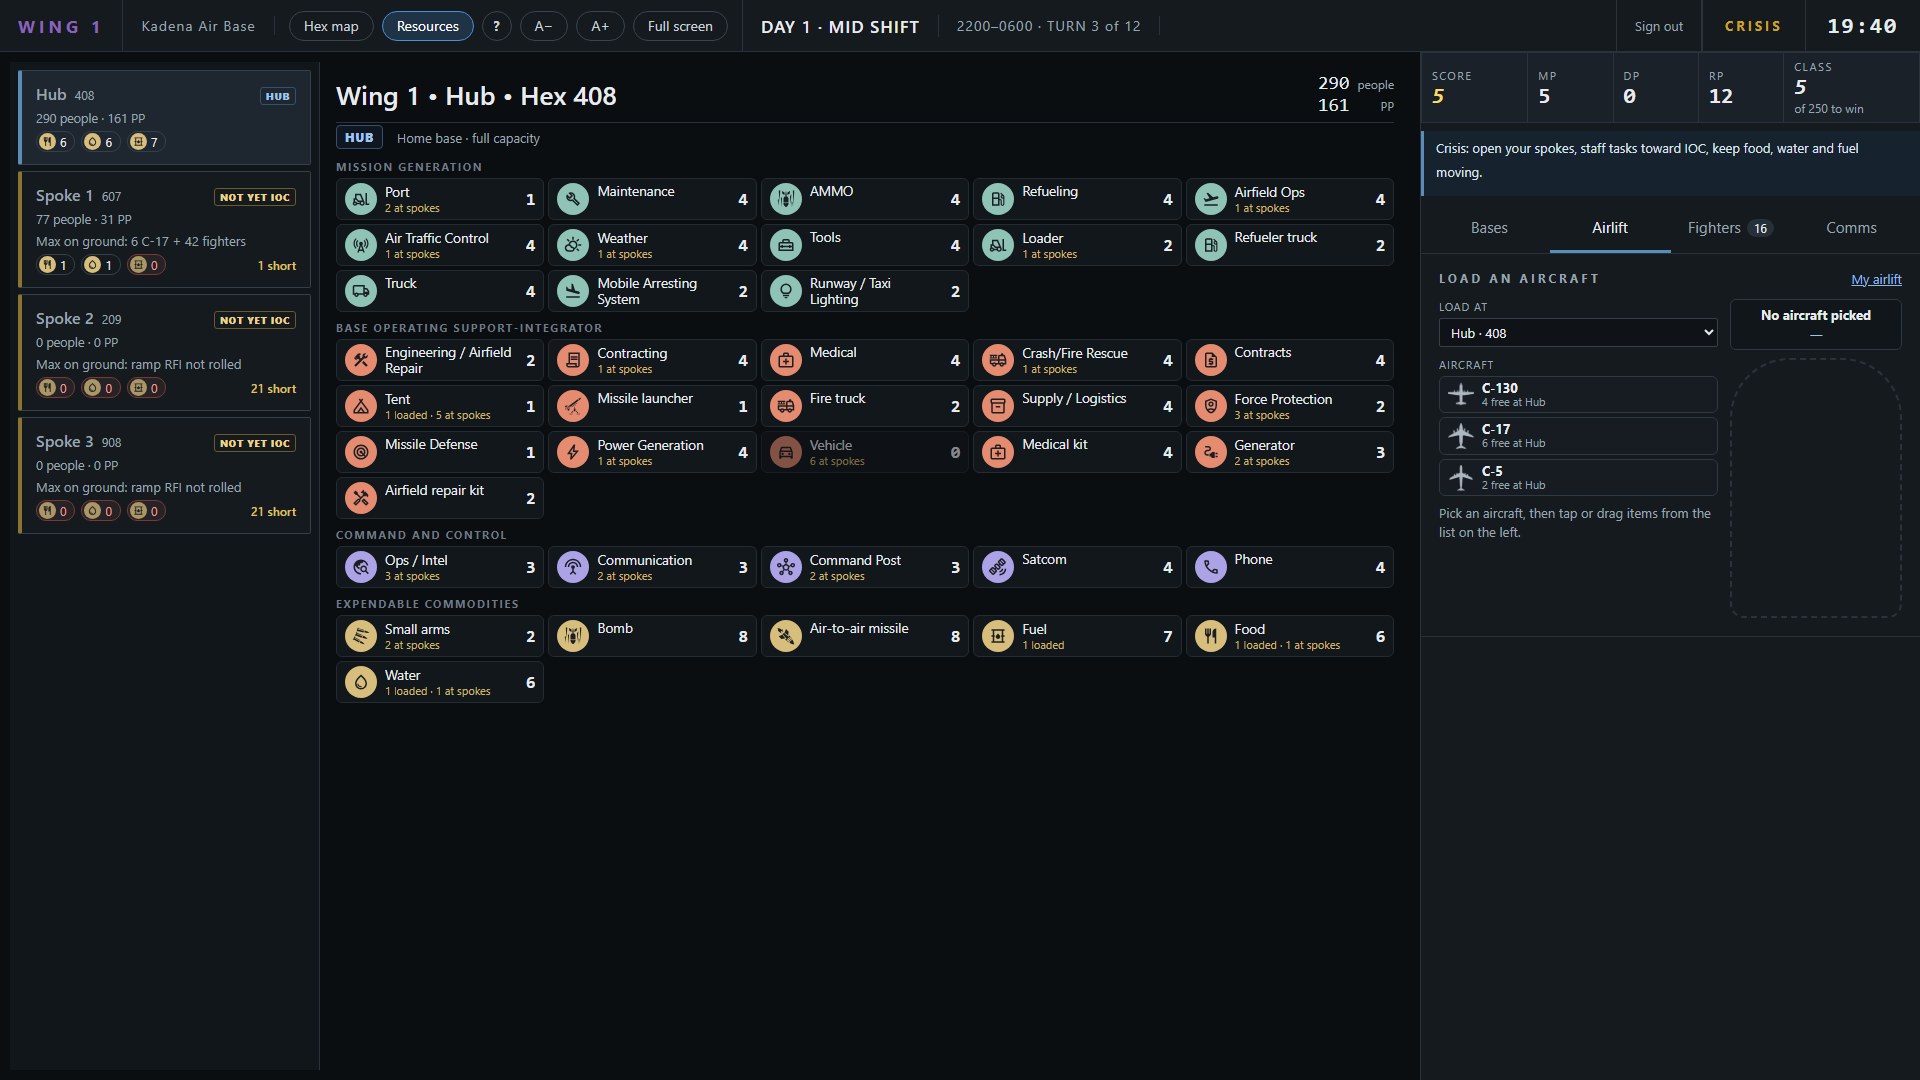 WING 1
Kadena Air Base
Hex map
Resources
?
A−
A+
Full screen
DAY 1 · MID SHIFT
2200–0600 · TURN 3 of 12
Sign out
CRISIS
19:40
Hub 408
HUB
290 people · 161 PP
6
6
7
Spoke 1 607
NOT YET IOC
77 people · 31 PP
Max on ground: 6 C-17 + 42 fighters
1
1
0
1 short
Spoke 2 209
NOT YET IOC
0 people · 0 PP
Max on ground: ramp RFI not rolled
0
0
0
21 short
Spoke 3 908
NOT YET IOC
0 people · 0 PP
Max on ground: ramp RFI not rolled
0
0
0
21 short
Wing 1 • Hub • Hex 408
290 people
161 PP
HUB
Home base · full capacity
MISSION GENERATION
Port
2 at spokes
1
Maintenance
4
AMMO
4
Refueling
4
Airfield Ops
1 at spokes
4
Air Traffic Control
1 at spokes
4
Weather
1 at spokes
4
Tools
4
Loader
1 at spokes
2
Refueler truck
2
Truck
4
Mobile Arresting
System
2
Runway / Taxi
Lighting
2
BASE OPERATING SUPPORT-INTEGRATOR
Engineering / Airfield
Repair
2
Contracting
1 at spokes
4
Medical
4
Crash/Fire Rescue
1 at spokes
4
Contracts
4
Tent
1 loaded · 5 at spokes
1
Missile launcher
1
Fire truck
2
Supply / Logistics
4
Force Protection
3 at spokes
2
Missile Defense
1
Power Generation
1 at spokes
4
Vehicle
6 at spokes
0
Medical kit
4
Generator
2 at spokes
3
Airfield repair kit
2
COMMAND AND CONTROL
Ops / Intel
3 at spokes
3
Communication
2 at spokes
3
Command Post
2 at spokes
3
Satcom
4
Phone
4
EXPENDABLE COMMODITIES
Small arms
2 at spokes
2
Bomb
8
Air-to-air missile
8
Fuel
1 loaded
7
Food
1 loaded · 1 at spokes
6
Water
1 loaded · 1 at spokes
6
SCORE
5
MP
5
DP
0
RP
12
CLASS
5
of 250 to win
Crisis: open your spokes, staff tasks toward IOC, keep food, water and fuel
moving.
Bases
Airlift
Fighters 16
Comms
LOAD AN AIRCRAFT
My airlift
LOAD AT
Hub · 408
AIRCRAFT
C-130
4 free at Hub
C-17
6 free at Hub
C-5
2 free at Hub
Pick an aircraft, then tap or drag items from the
list on the left.
No aircraft picked
—